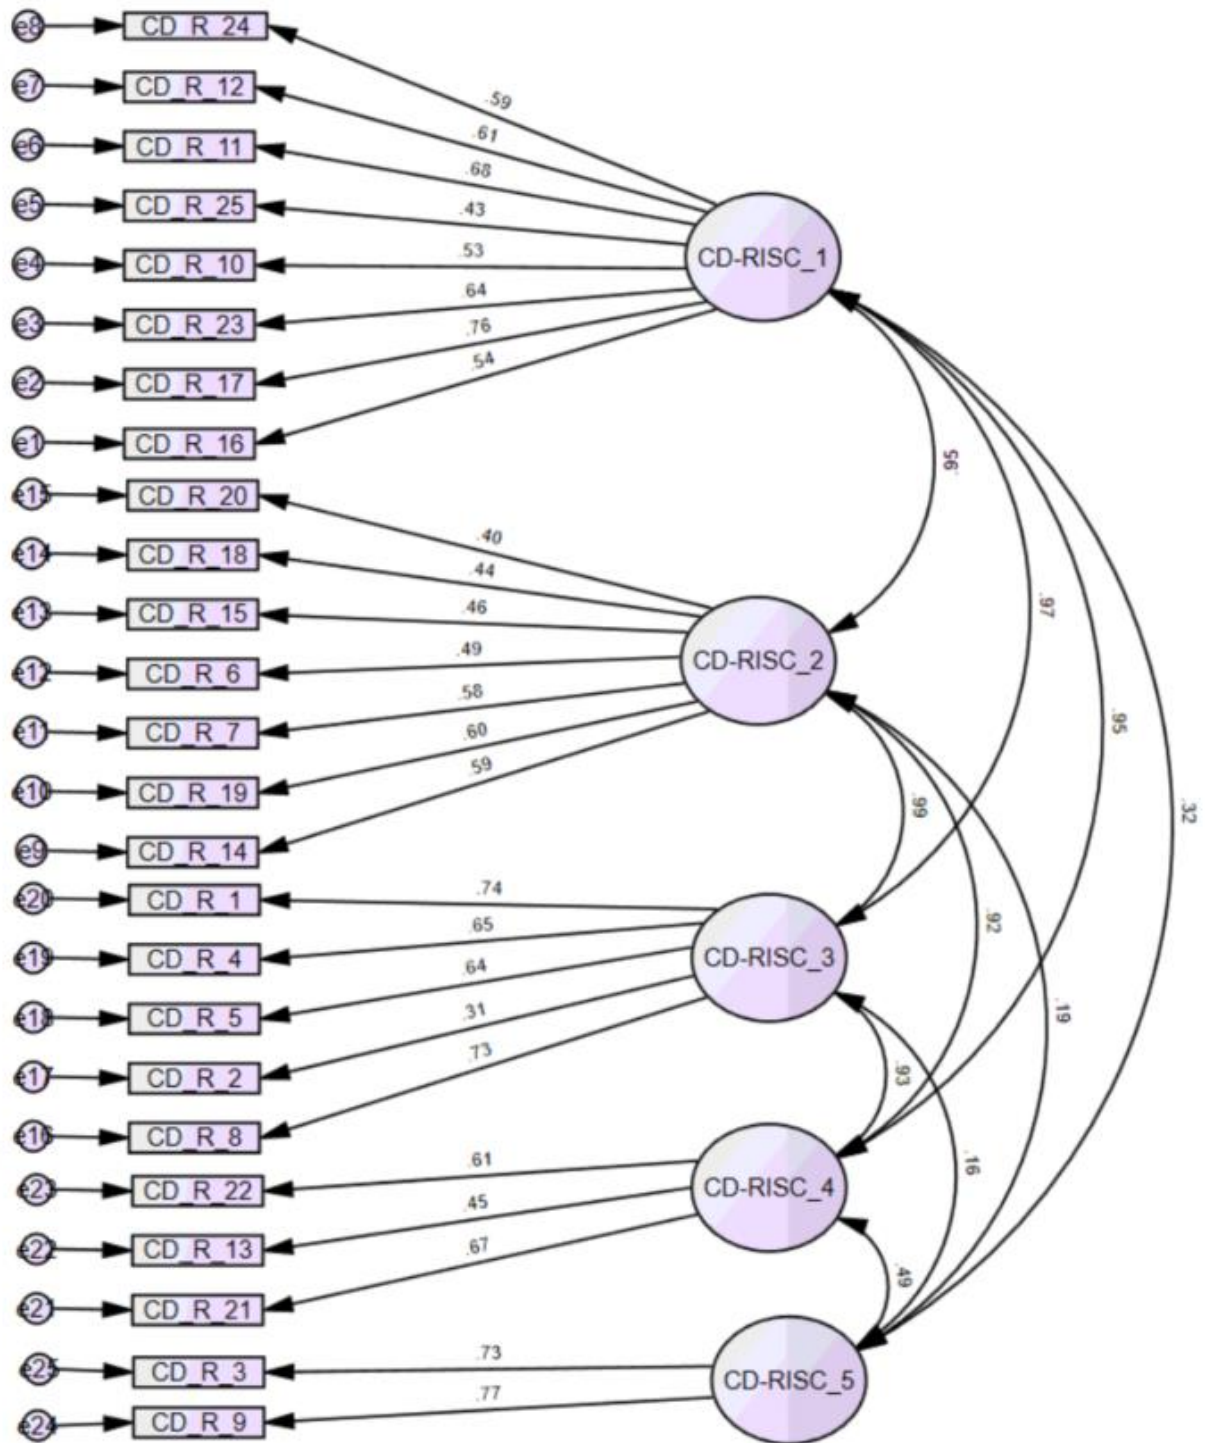 e8 CD_R_24
e7 CD_R_12
e6 CD_R_11
e5 CD_R_25
e4 CD_R_10
e3 CD_R_23
e2 CD_R_17
e1 CD_R_16
.59
.61
.68
.43
.53
.64
.76
.54
CD-RISC_1
e15 CD_R_20
e14 CD_R_18
e13 CD_R_15
e12 CD_R_6
e11 CD_R_7
e10 CD_R_19
e9 CD_R_14
.40
.44
.46
.49
.58
.60
.59
CD-RISC_2
e20 CD_R_1
e19 CD_R_4
e18 CD_R_5
e17 CD_R_2
e16 CD_R_8
.74
.65
.64
.31
.73
CD-RISC_3
e23 CD_R_22
e22 CD_R_13
e21 CD_R_21
.61
.45
.67
CD-RISC_4
e25 CD_R_3
e24 CD_R_9
.73
.77
CD-RISC_5
.95
.97
.95
.32
.99
.92
.19
.93
.16
.49